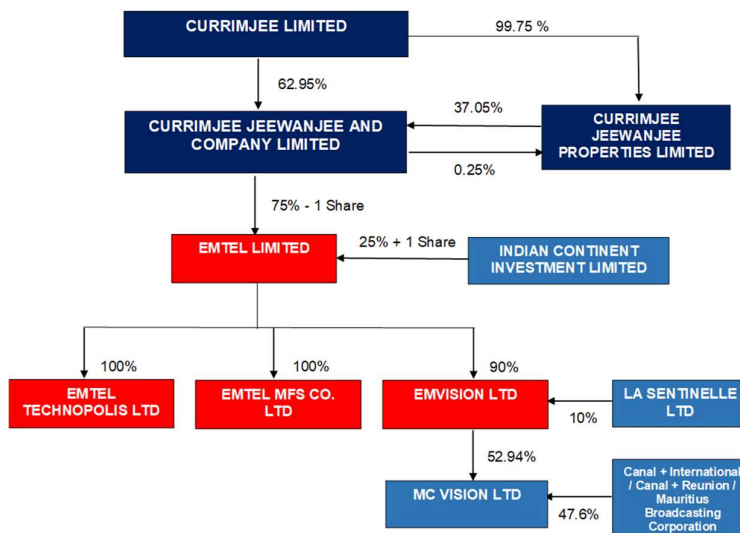 CURRIMJEE LIMITED
99.75 %
62.95%
CURRIMJEE JEEWANJEE AND
COMPANY LIMITED
37.05%
0.25%
CURRIMJEE
JEEWANJEE
PROPERTIES LIMITED
75% - 1 Share
EMTEL LIMITED
25% + 1 Share
INDIAN CONTINENT
INVESTMENT LIMITED
100%
100%
90%
EMTEL
TECHNOPOLIS LTD
EMTEL MFS CO.
LTD
EMVISION LTD
10%
LA SENTINELLE
LTD
52.94%
MC VISION LTD
47.6%
Canal + International
/ Canal + Reunion /
Mauritius
Broadcasting
Corporation